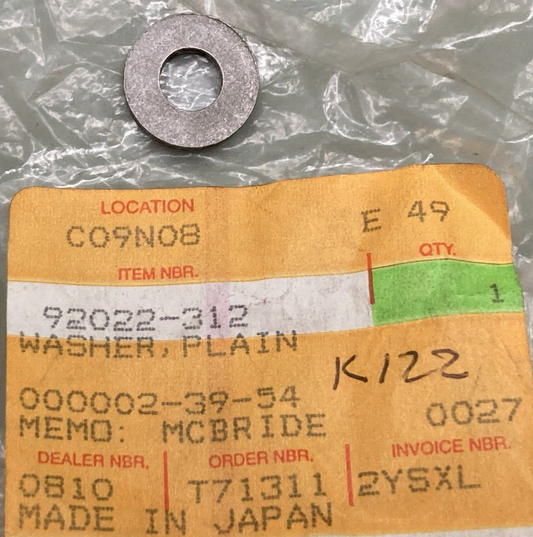 LOCATION
C09N08 E 49
ITEM NBR. QTY.
92022-312 1
WASHER, PLAIN
K122
000002-39-54 0027
MEMO: MCBRIDE
DEALER NBR. ORDER NBR. INVOICE NBR.
0810 T71311 2YSXL
MADE IN JAPAN